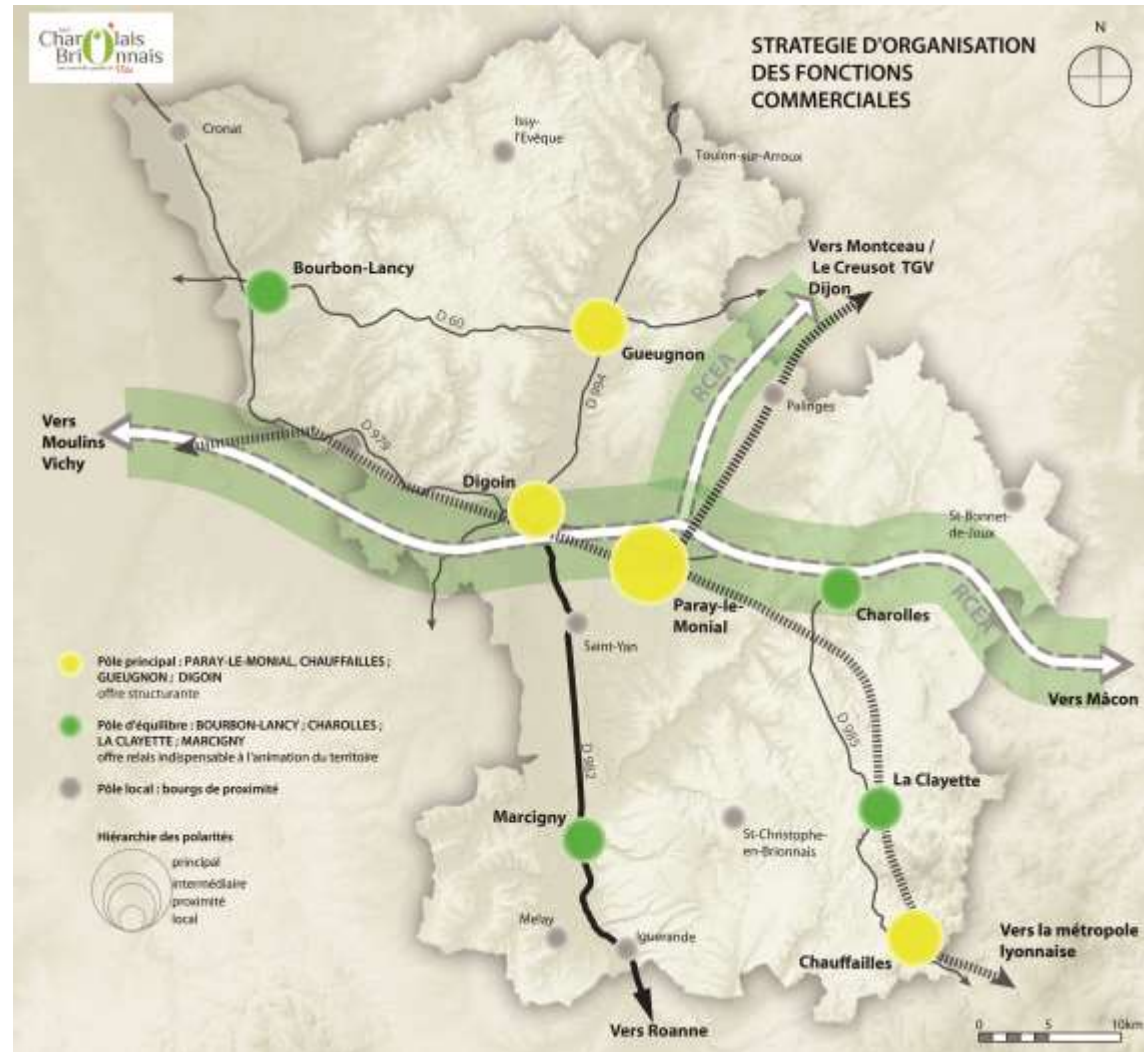 Charolais
Brionnais
STRATEGIE D'ORGANISATION
DES FONCTIONS
COMMERCIALES
N
Cronat
Issy-
l'Evêque
Toulon-sur-Arroux
Bourbon-Lancy
Vers Montceau /
Le Creusot TGV
Dijon
D 60
Gueugnon
D 994
RCEA
Palinges
Vers
Moulins
Vichy
D 979
Digoin
St-Bonnet-
de-Joux
Paray-le-
Monial
Charolles
RCEA
Saint-Yan
Vers Mâcon
Pôle principal : PARAY-LE-MONIAL, CHAUFFAILLES ;
GUEUGNON ; DIGOIN
offre structurante
Pôle d'équilibre : BOURBON-LANCY ; CHAROLLES ;
LA CLAYETTE ; MARCIGNY
offre relais indispensable à l'animation du territoire
Pôle local : bourgs de proximité
D 982
D 985
La Clayette
Marcigny
St-Christophe-
en-Brionnais
Hiérarchie des polarités
principal
intermédiaire
proximité
local
Melay
Iguerande
Chauffailles
Vers la métropole
lyonnaise
Vers Roanne
0 5 10km